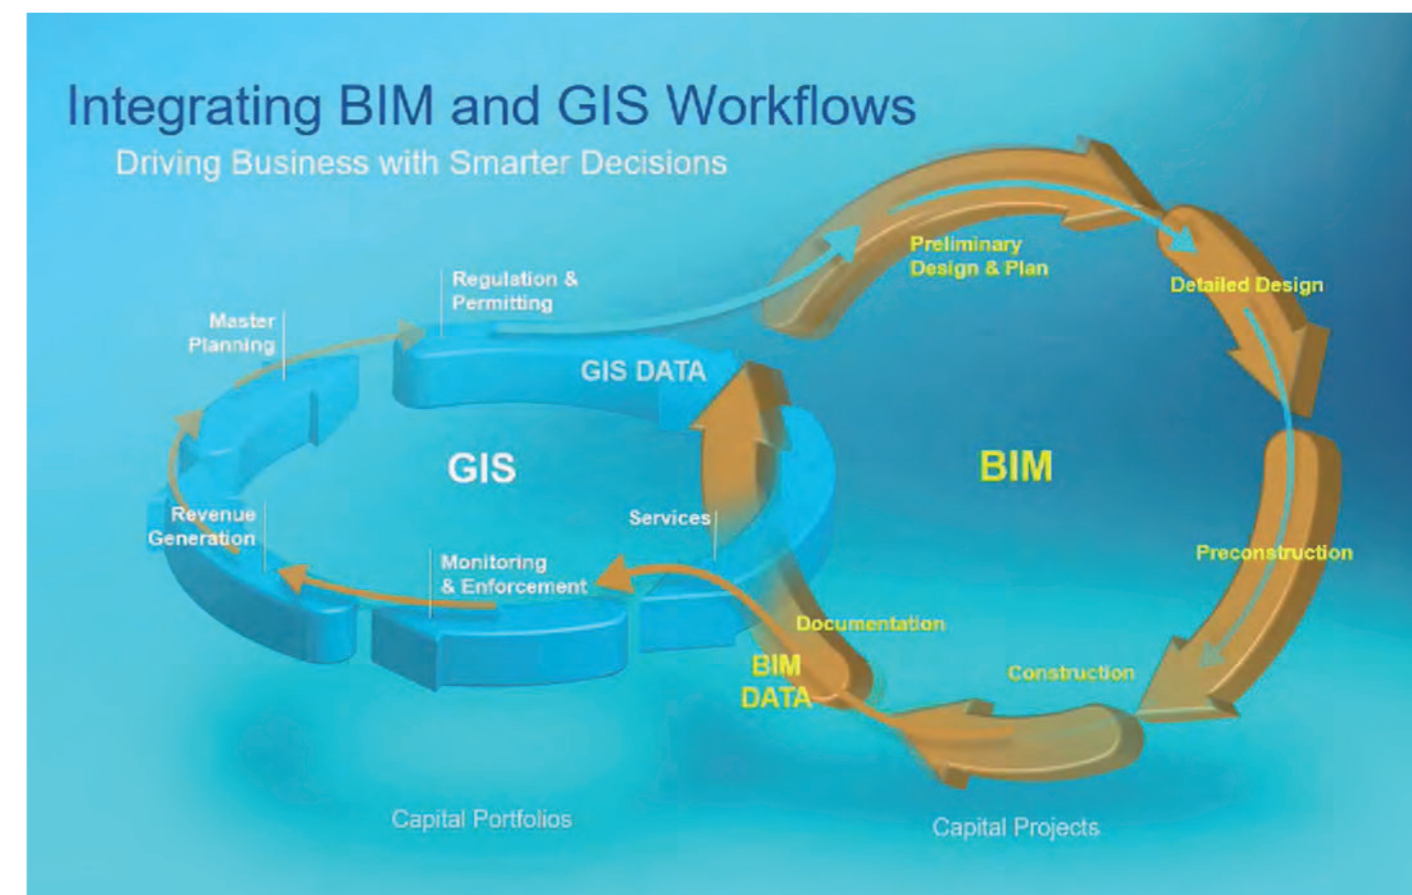 Integrating BIM and GIS Workflows
Driving Business with Smarter Decisions
Regulation &
Permitting
Master
Planning
GIS DATA
GIS
Revenue
Generation
Monitoring
& Enforcement
Services
Preliminary
Design & Plan
Detailed Design
BIM
Preconstruction
Construction
Documentation
BIM
DATA
Capital Portfolios
Capital Projects